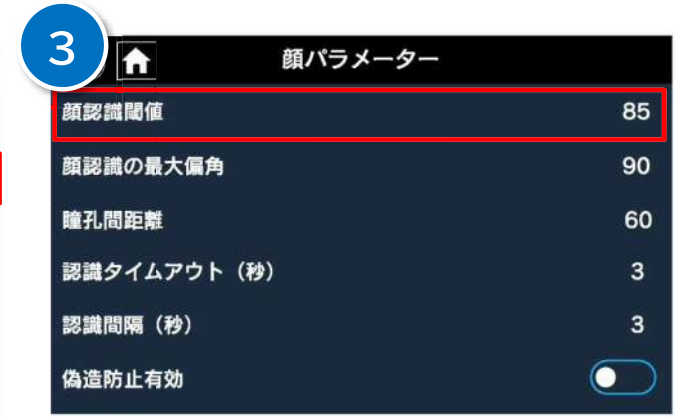 3
顔パラメーター
顔認識閾値 85
顔認識の最大偏角 90
瞳孔間距離 60
認識タイムアウト（秒） 3
認識間隔（秒） 3
偽造防止有効